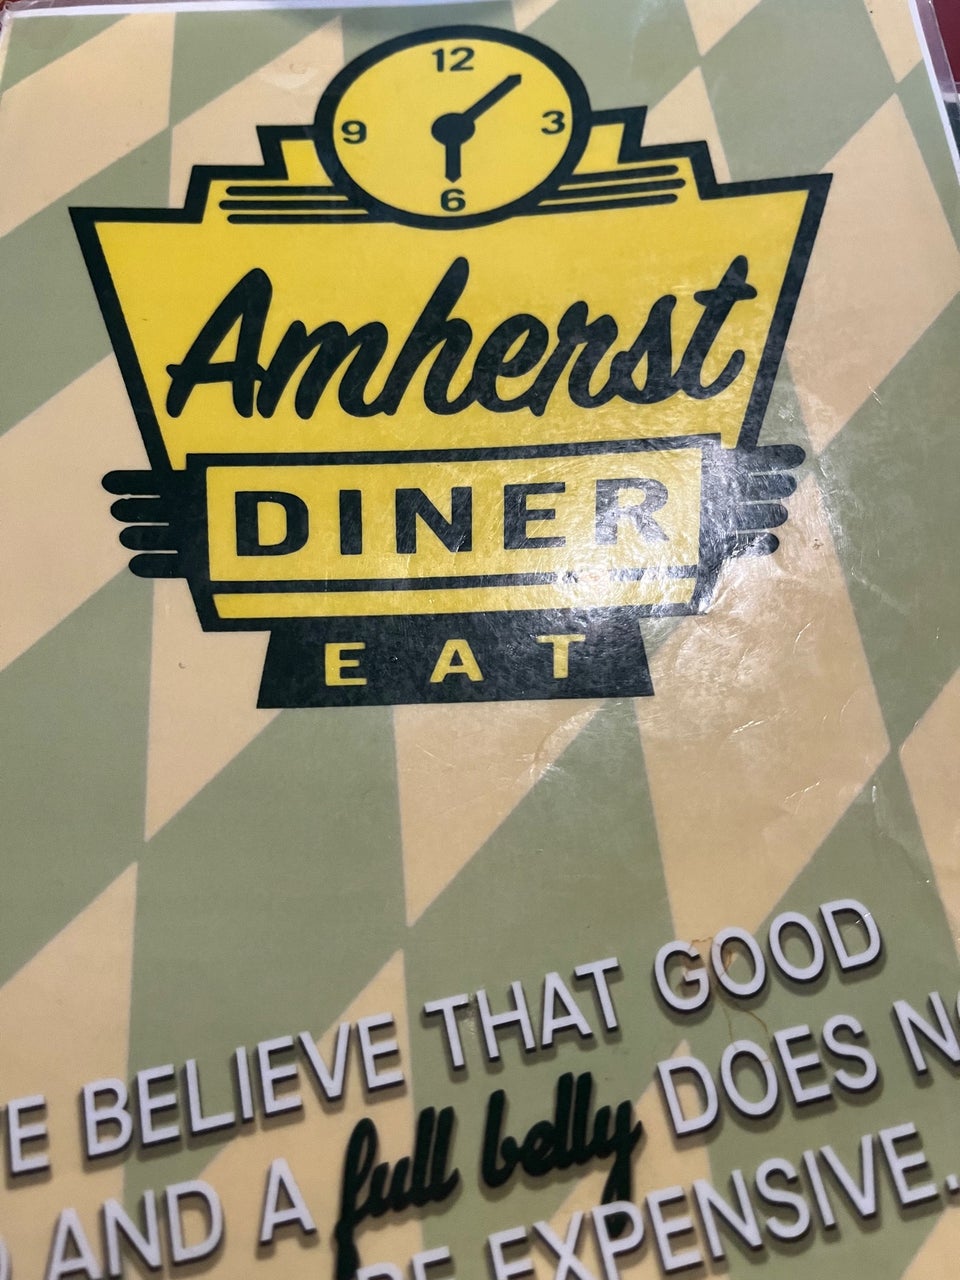 12
9 3
6
Amherst
DINER
EAT
BELIEVE THAT GOOD
AND A full belly DOES
EXPENSIVE.